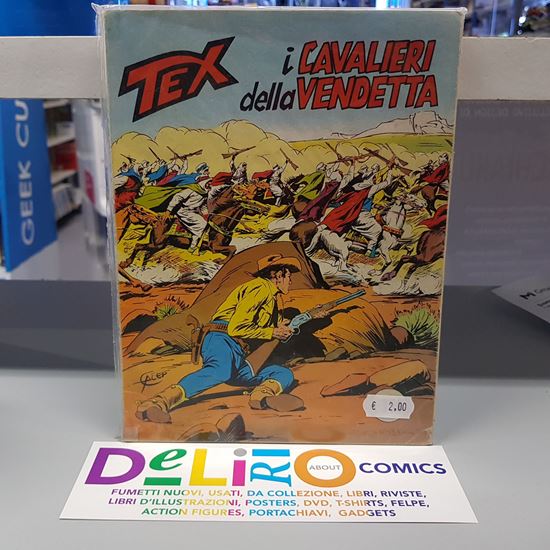 TEX
i CAVALIERI
della VENDETTA
GALEP
€ 2.00
GEEK CU
M
DeLiRiO ABOUT COMICS
FUMETTI NUOVI, USATI, DA COLLEZIONE, LIBRI, RIVISTE,
LIBRI D'ILLUSTRAZIONI, POSTERS, DVD, T-SHIRTS, FELPE,
ACTION FIGURES, PORTACHIAVI, GADGETS